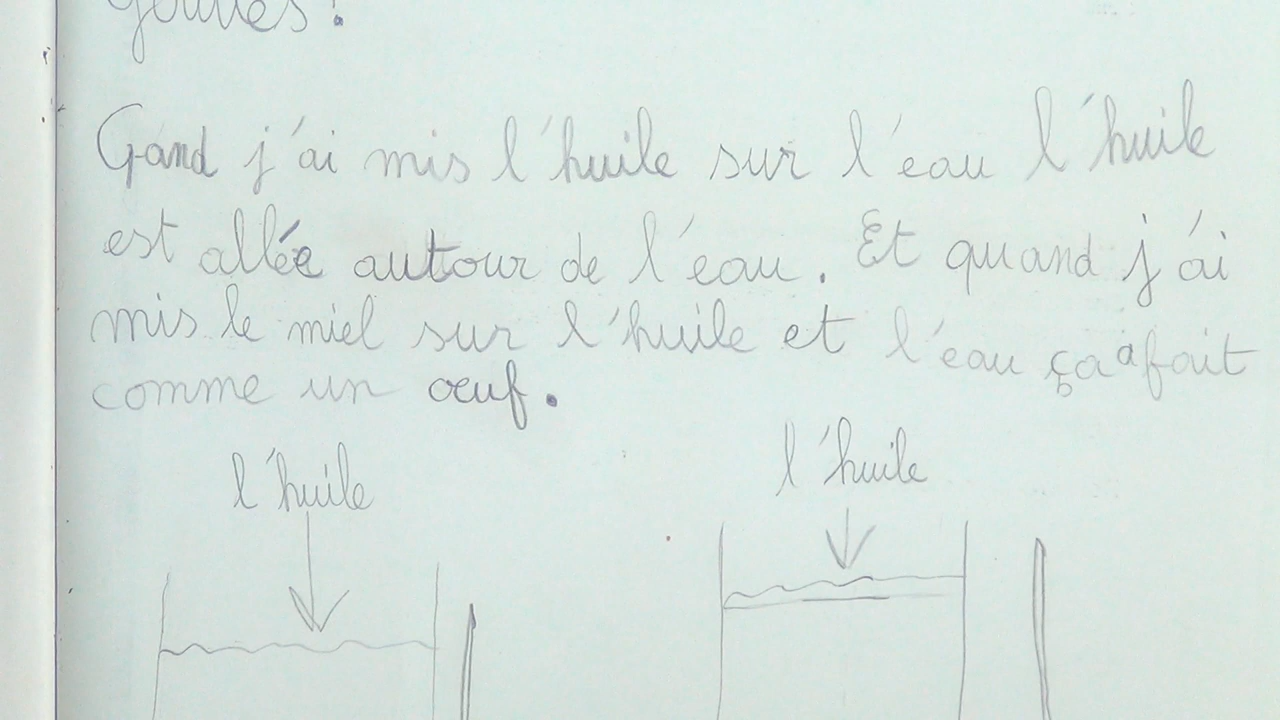 Gand j'ai mis l'huile sur l'eau l'huile
est allée autour de l'eau. Et quand j'ai
mis le miel sur l'huile et l'eau ça a fait
comme un œuf.
l'huile
l'huile